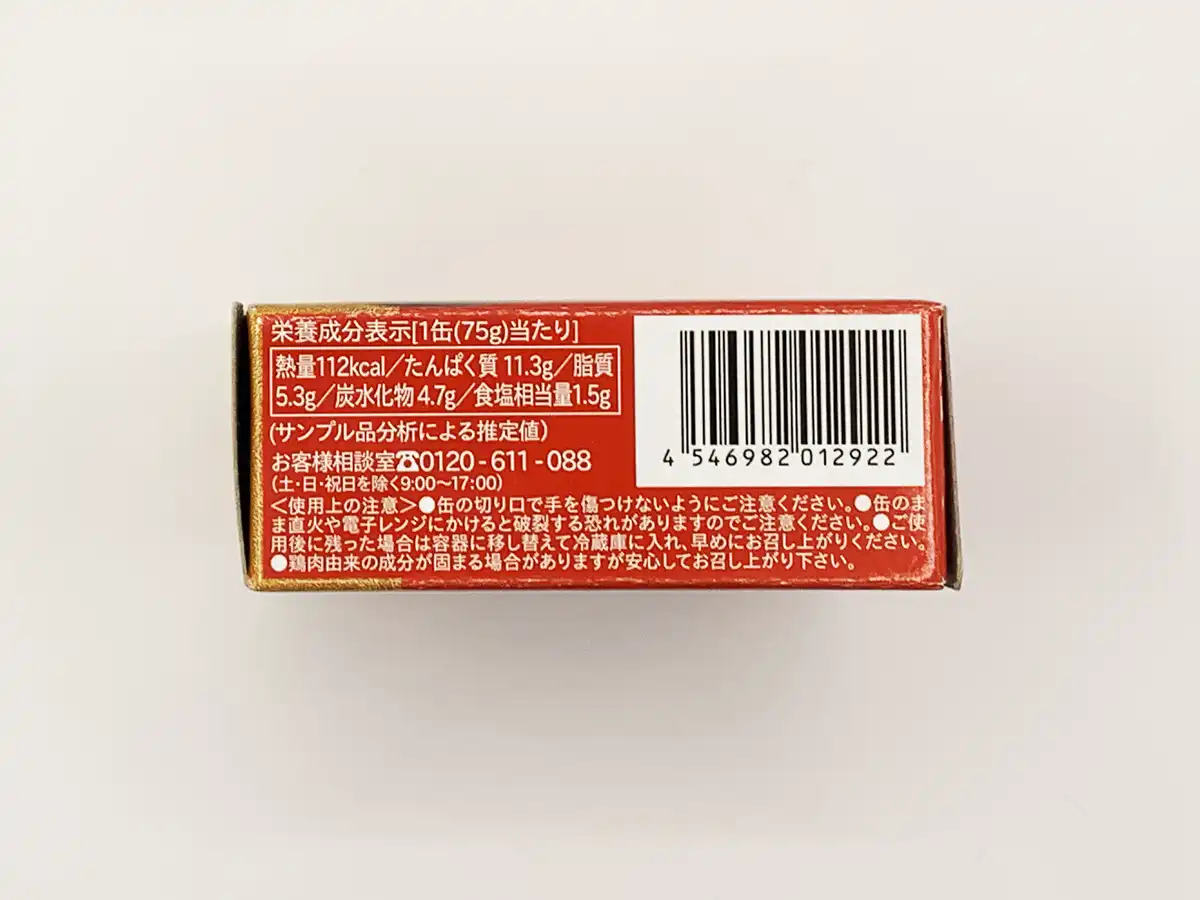 栄養成分表示[1缶(75g)当たり]
熱量112kcal／たんぱく質 11.3g／脂質
5.3g／炭水化物 4.7g／食塩相当量1.5g
(サンプル品分析による推定値)
お客様相談室☎0120-611-088
(土・日・祝日を除く9:00〜17:00)
4 546982 012922
＜使用上の注意＞●缶の切り口で手を傷つけないようにご注意ください。●缶のま
ま直火や電子レンジにかけると破裂する恐れがありますのでご注意ください。●ご使
用後に残った場合は容器に移し替えて冷蔵庫に入れ、早めにお召し上がりください。
●鶏肉由来の成分が固まる場合がありますが安心してお召し上がり下さい。